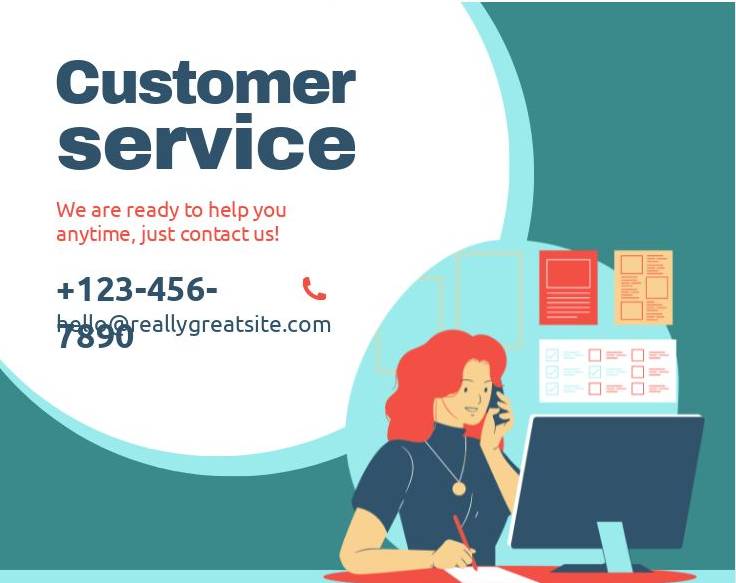 Customer
service
We are ready to help you
anytime, just contact us!
+123-456-
hello@reallygreatsite.com
7890